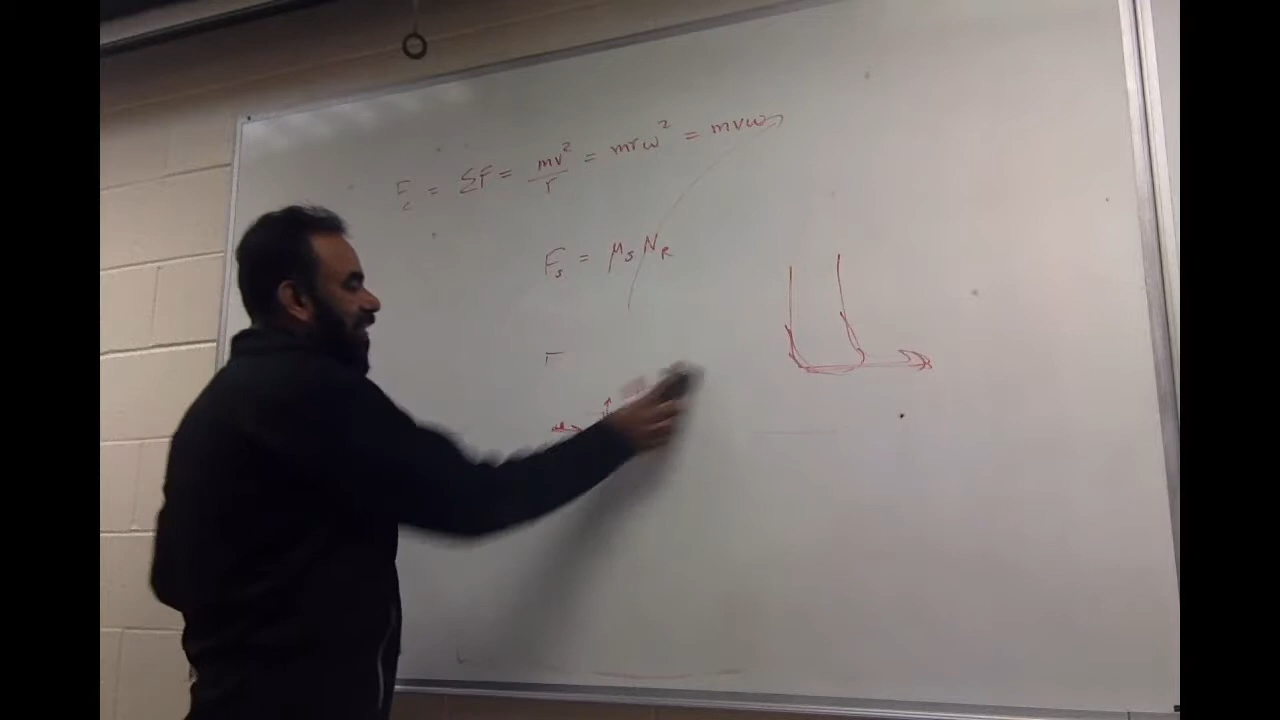 F_c = ΣF = mv²/r = mrω² = mvω
F_s = μ_s N_R